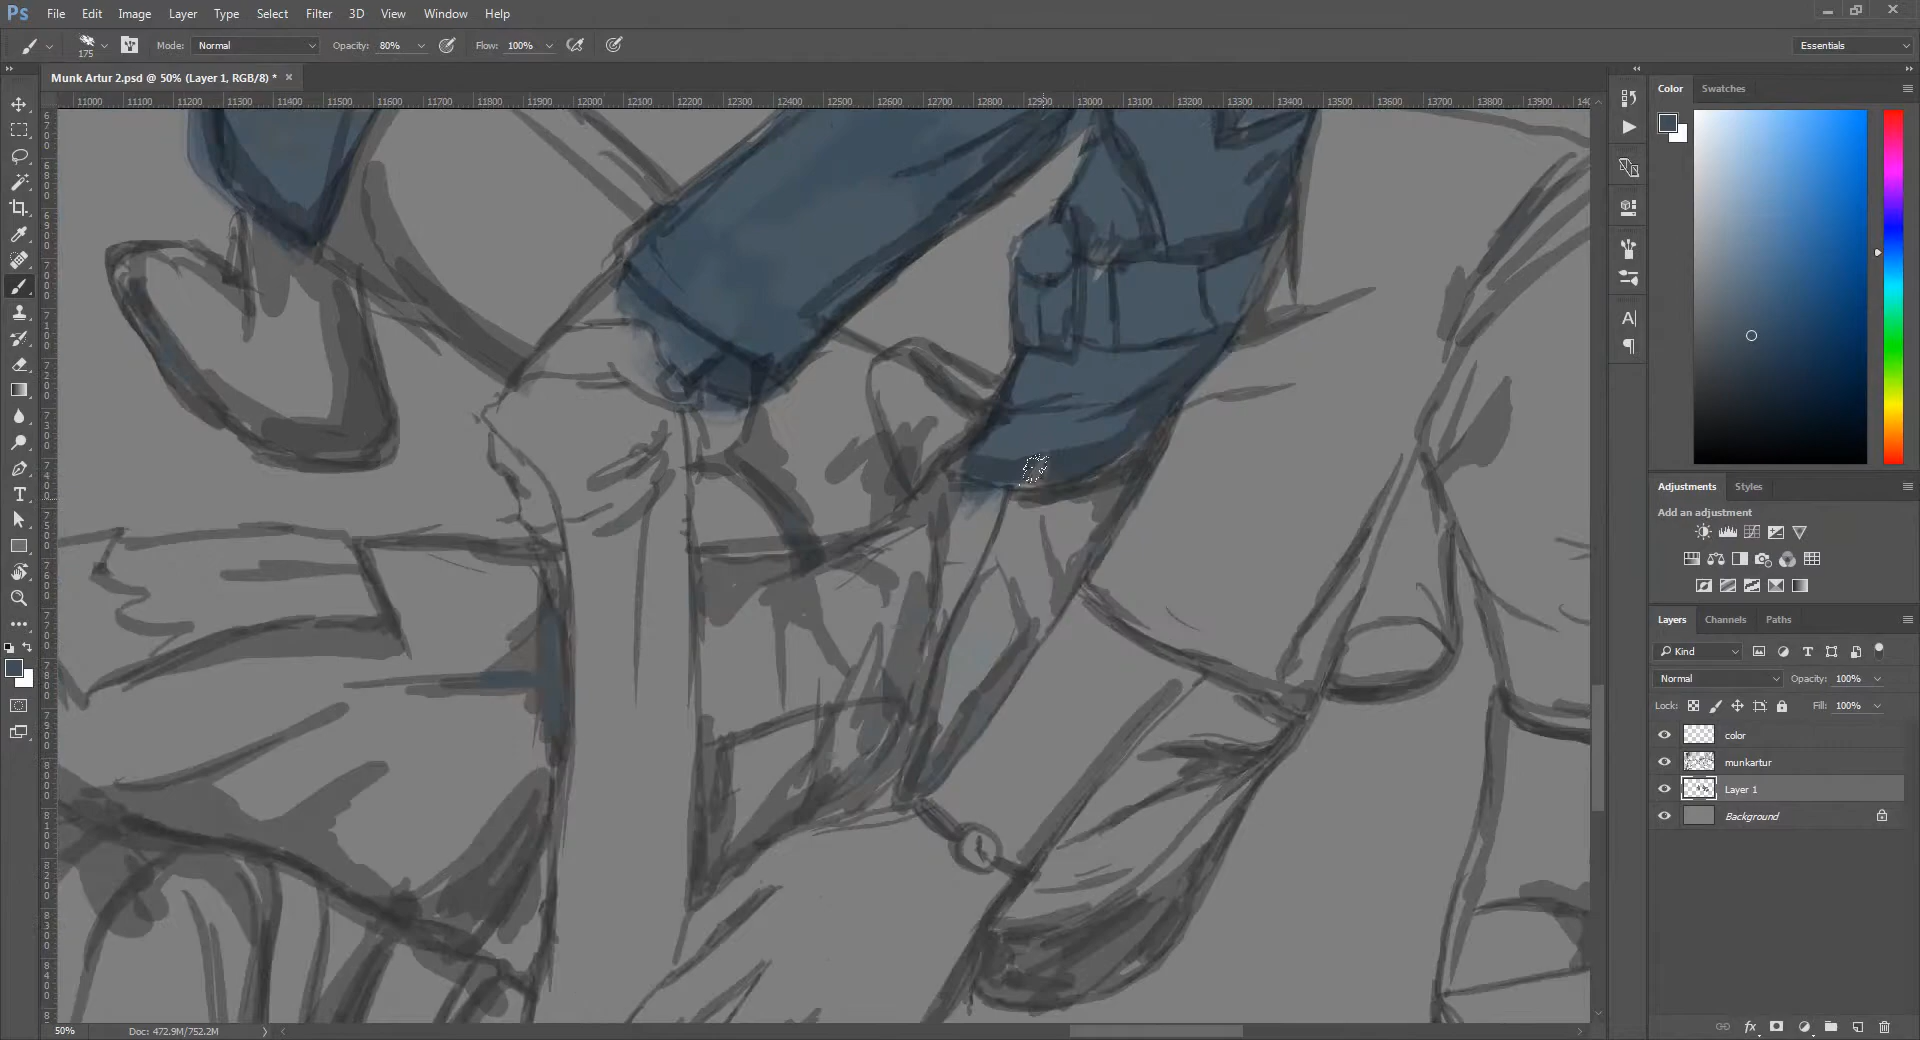 Ps File Edit Image Layer Type Select Filter 3D View Window Help
175 Mode: Normal Opacity: 80% Flow: 100% Essentials
Munk Artur 2.psd @ 50% (Layer 1, RGB/8) * ×
11000 11100 11200 11300 11400 11500 11600 11700 11800 11900 12000 12100 12200 12300 12400 12500 12600 12700 12800 12900 13000 13100 13200 13300 13400 13500 13600 13700 13800 13900
Color Swatches
Adjustments Styles
Add an adjustment
Layers Channels Paths
Kind
Normal Opacity: 100%
Lock: Fill: 100%
color
munkartur
Layer 1
Background
50% Doc: 472.9M/752.2M